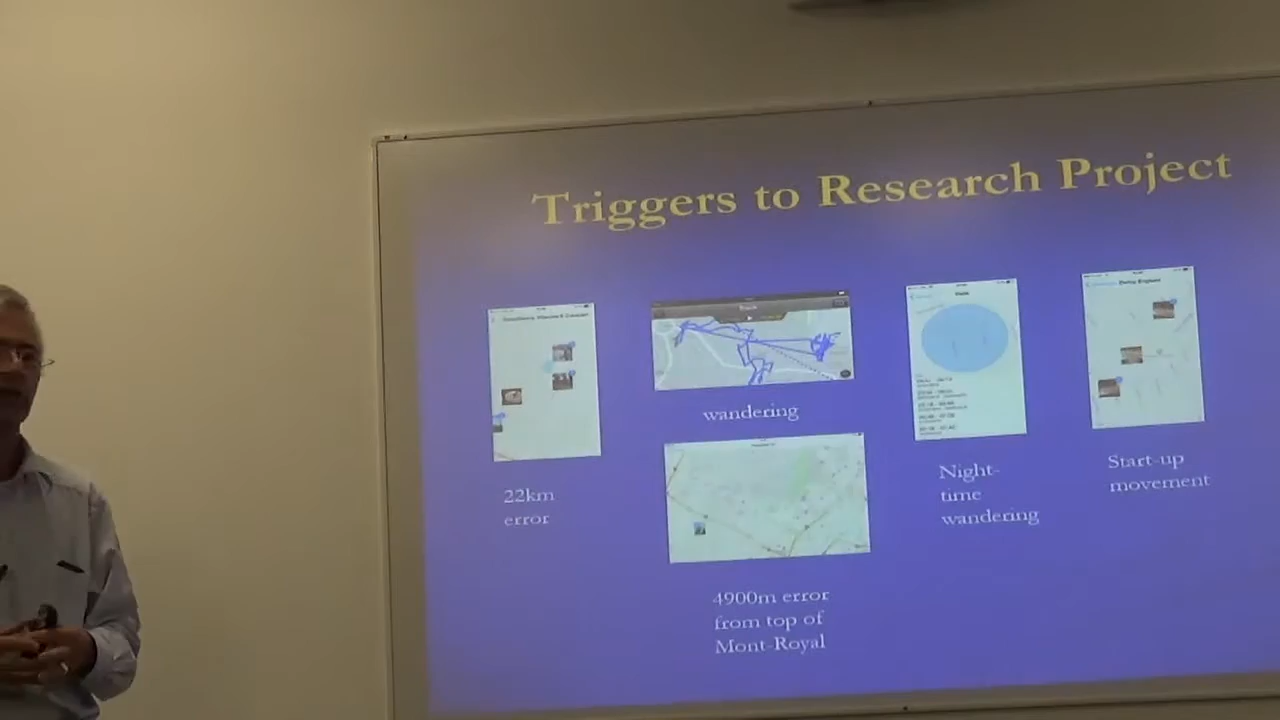 Triggers to Research Project
22km
error
wandering
4900m error
from top of
Mont-Royal
Night-
time
wandering
Start-up
movement